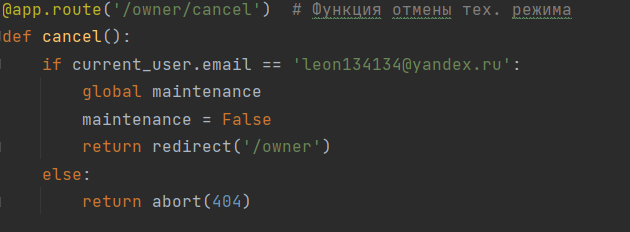 @app.route('/owner/cancel')  # Функция отмены тех. режима
def cancel():
    if current_user.email == 'leon134134@yandex.ru':
        global maintenance
        maintenance = False
        return redirect('/owner')
    else:
        return abort(404)